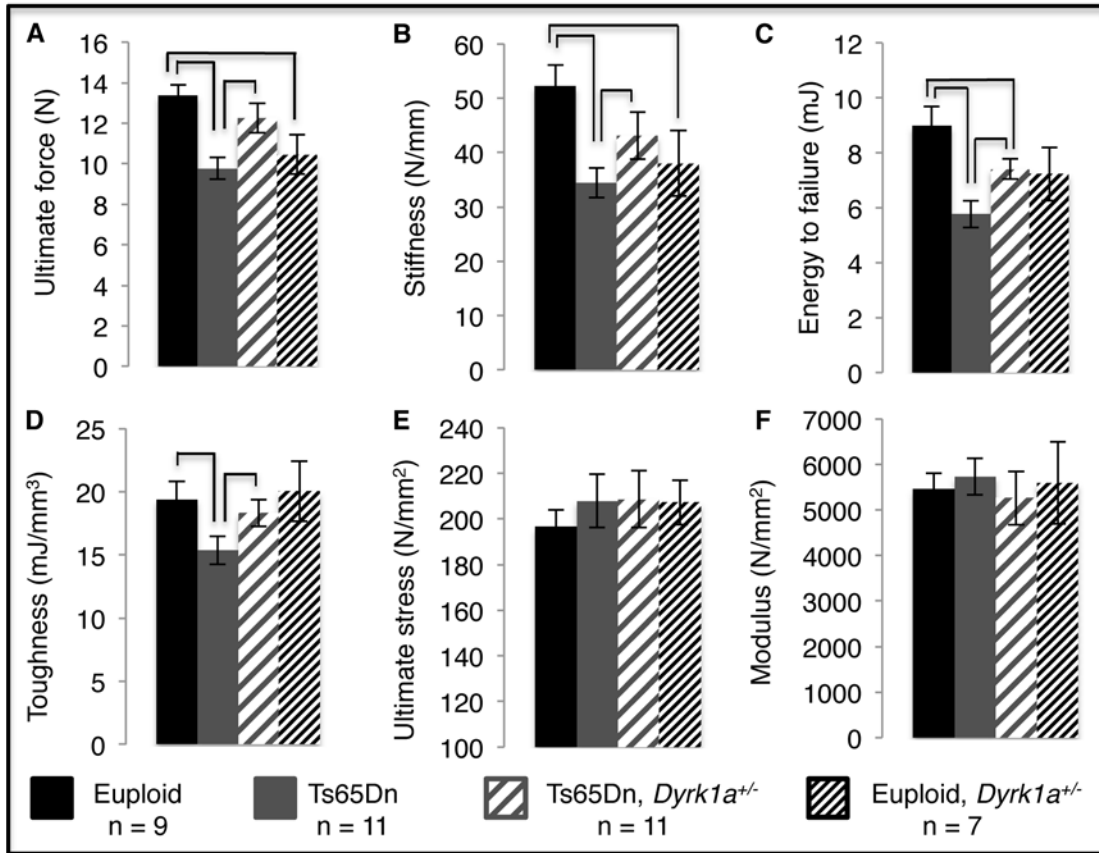 A
Ultimate force (N)
16
14
12
10
8
6
4
2
0
B
Stiffness (N/mm)
60
50
40
30
20
10
0
C
Energy to failure (mJ)
12
10
8
6
4
2
0
D
Toughness (mJ/mm³)
25
20
15
10
5
0
E
Ultimate stress (N/mm²)
240
220
200
180
160
140
120
100
F
Modulus (N/mm²)
7000
6000
5000
4000
3000
2000
1000
0
Euploid
n = 9
Ts65Dn
n = 11
Ts65Dn, Dyrk1a⁺/⁻
n = 11
Euploid, Dyrk1a⁺/⁻
n = 7